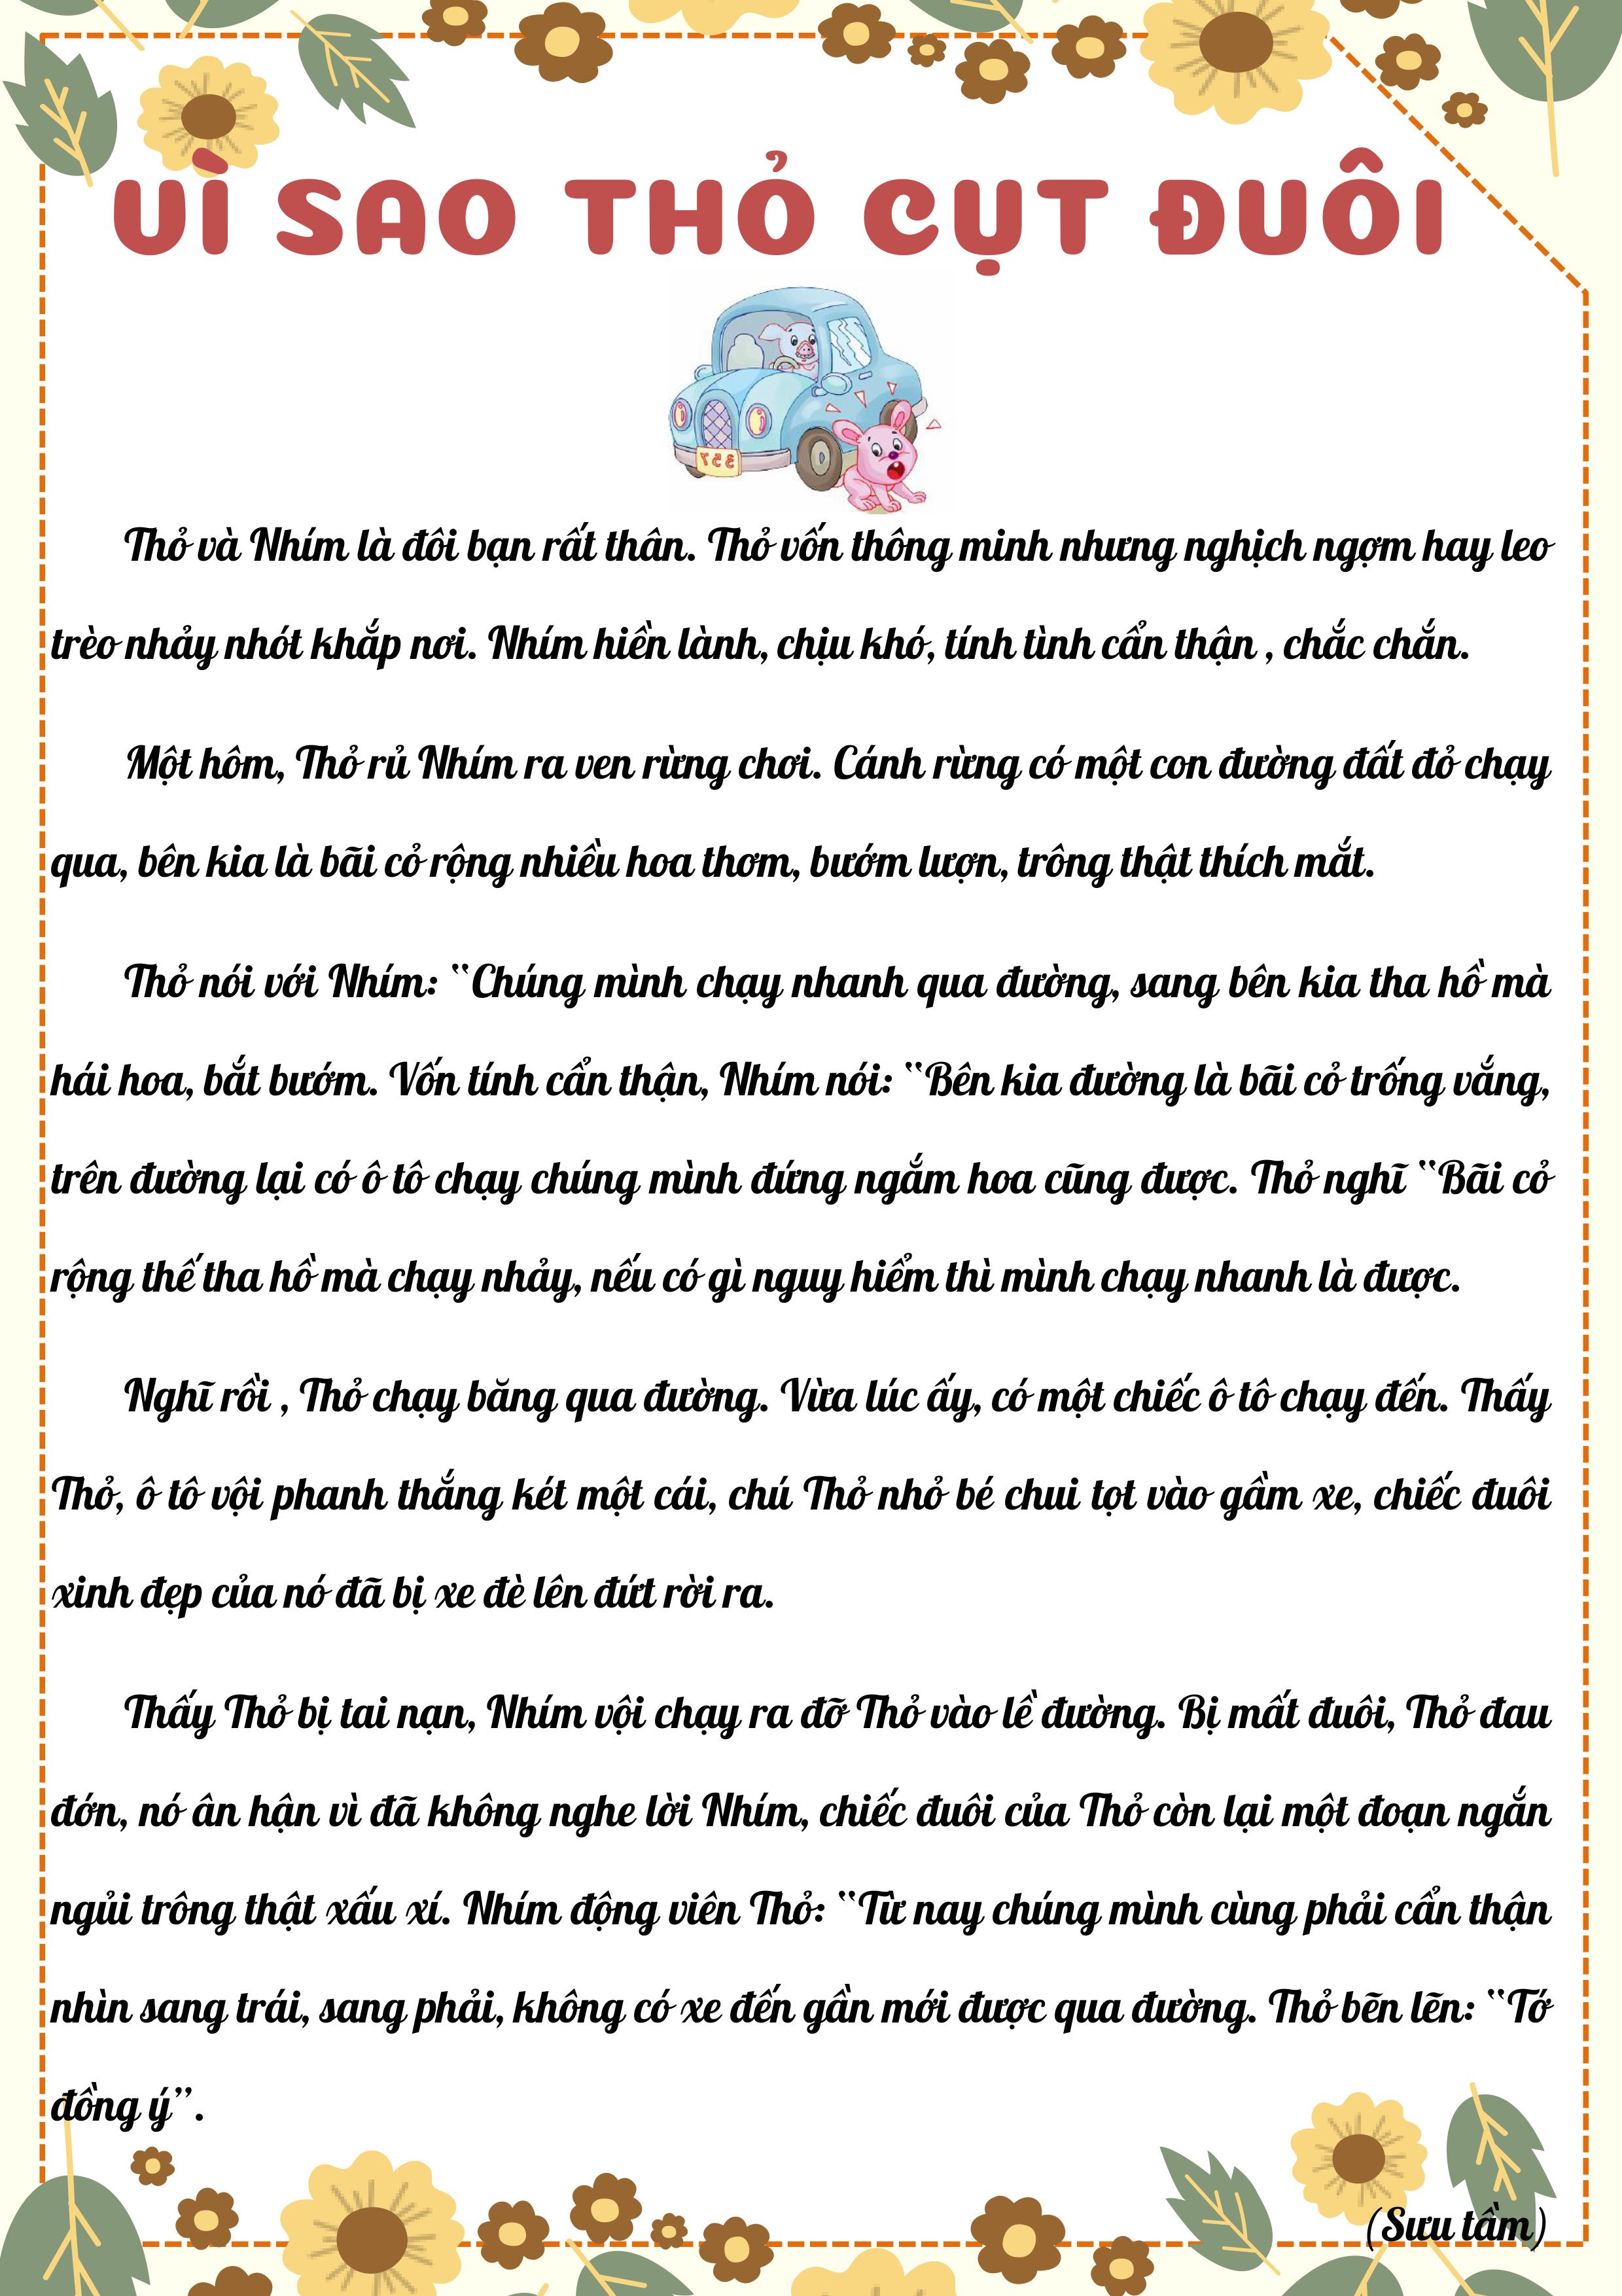 VÌ SAO THỎ CỤT ĐUÔI
357
Thỏ và Nhím là đôi bạn rất thân. Thỏ vốn thông minh nhưng nghịch ngợm hay leo
trèo nhảy nhót khắp nơi. Nhím hiền lành, chịu khó, tính tình cẩn thận , chắc chắn.
Một hôm, Thỏ rủ Nhím ra ven rừng chơi. Cánh rừng có một con đường đất đỏ chạy
qua, bên kia là bãi cỏ rộng nhiều hoa thơm, bướm lượn, trông thật thích mắt.
Thỏ nói với Nhím: “Chúng mình chạy nhanh qua đường, sang bên kia tha hồ mà
hái hoa, bắt bướm. Vốn tính cẩn thận, Nhím nói: “Bên kia đường là bãi cỏ trống vắng,
trên đường lại có ô tô chạy chúng mình đứng ngắm hoa cũng được. Thỏ nghĩ “Bãi cỏ
rộng thế tha hồ mà chạy nhảy, nếu có gì nguy hiểm thì mình chạy nhanh là được.
Nghĩ rồi , Thỏ chạy băng qua đường. Vừa lúc ấy, có một chiếc ô tô chạy đến. Thấy
Thỏ, ô tô vội phanh thắng két một cái, chú Thỏ nhỏ bé chui tọt vào gầm xe, chiếc đuôi
xinh đẹp của nó đã bị xe đè lên đứt rời ra.
Thấy Thỏ bị tai nạn, Nhím vội chạy ra đỡ Thỏ vào lề đường. Bị mất đuôi, Thỏ đau
đớn, nó ân hận vì đã không nghe lời Nhím, chiếc đuôi của Thỏ còn lại một đoạn ngắn
ngủi trông thật xấu xí. Nhím động viên Thỏ: “Từ nay chúng mình cùng phải cẩn thận
nhìn sang trái, sang phải, không có xe đến gần mới được qua đường. Thỏ bẽn lẽn: “Tớ
đồng ý”.
(Sưu tầm)